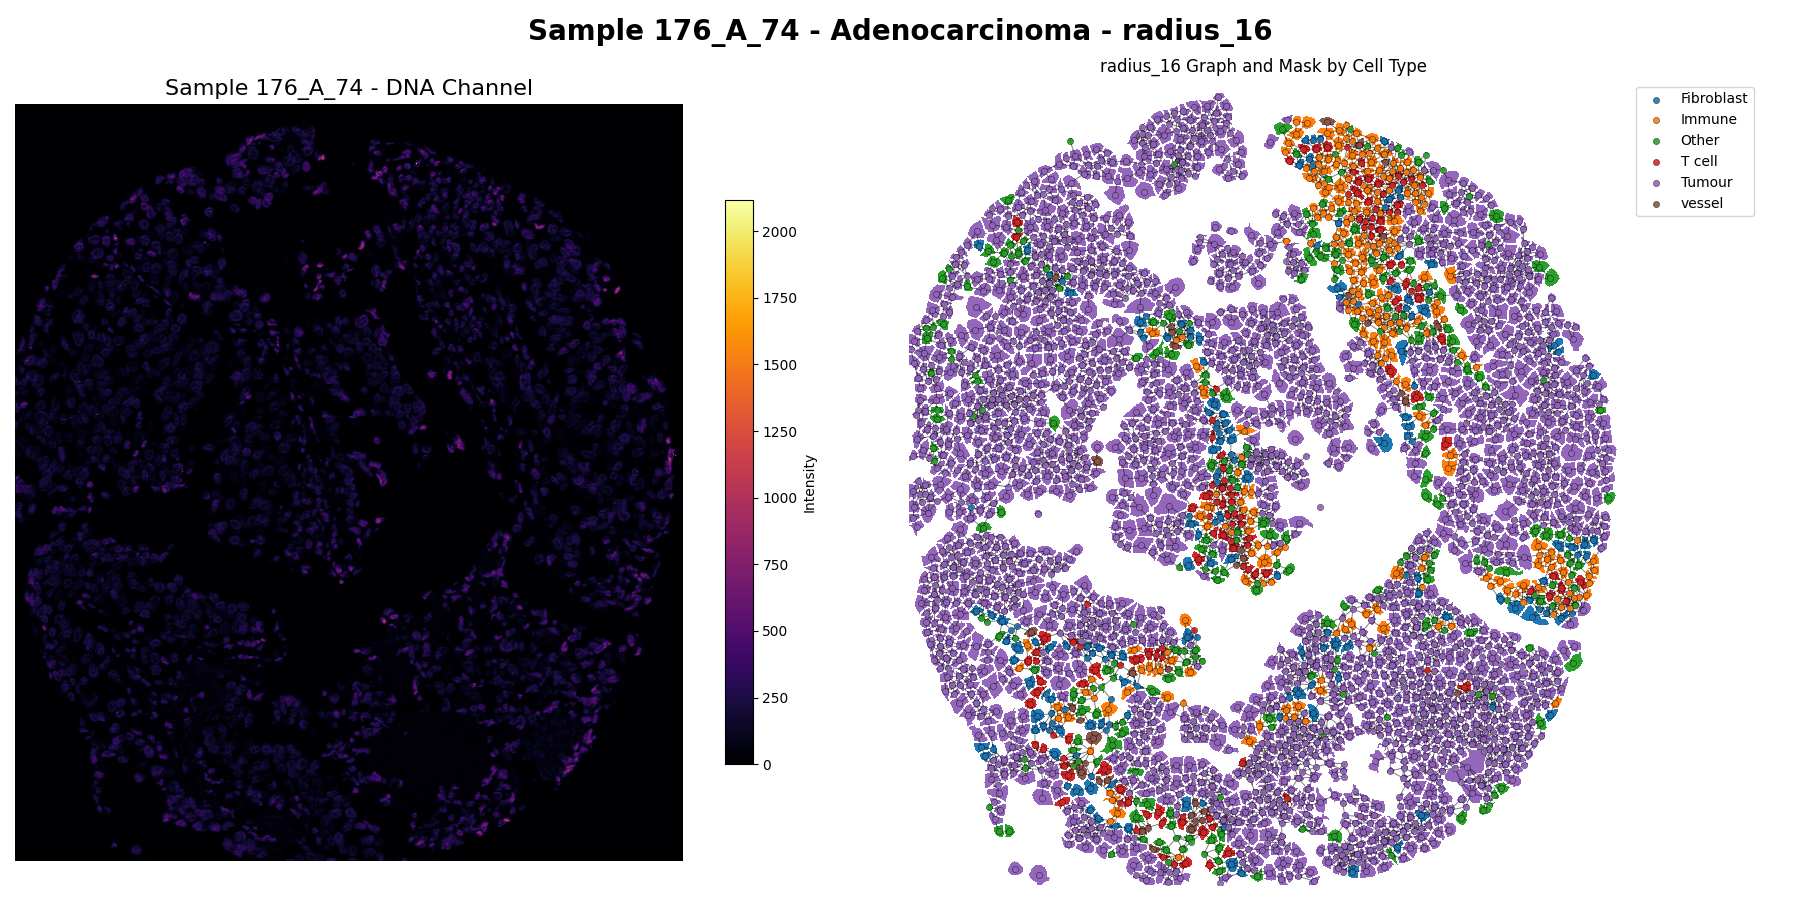 Sample 176_A_74 - Adenocarcinoma - radius_16
Sample 176_A_74 - DNA Channel
2000
1750
1500
1250
1000
750
500
250
0
Intensity
radius_16 Graph and Mask by Cell Type
Fibroblast
Immune
Other
T cell
Tumour
vessel